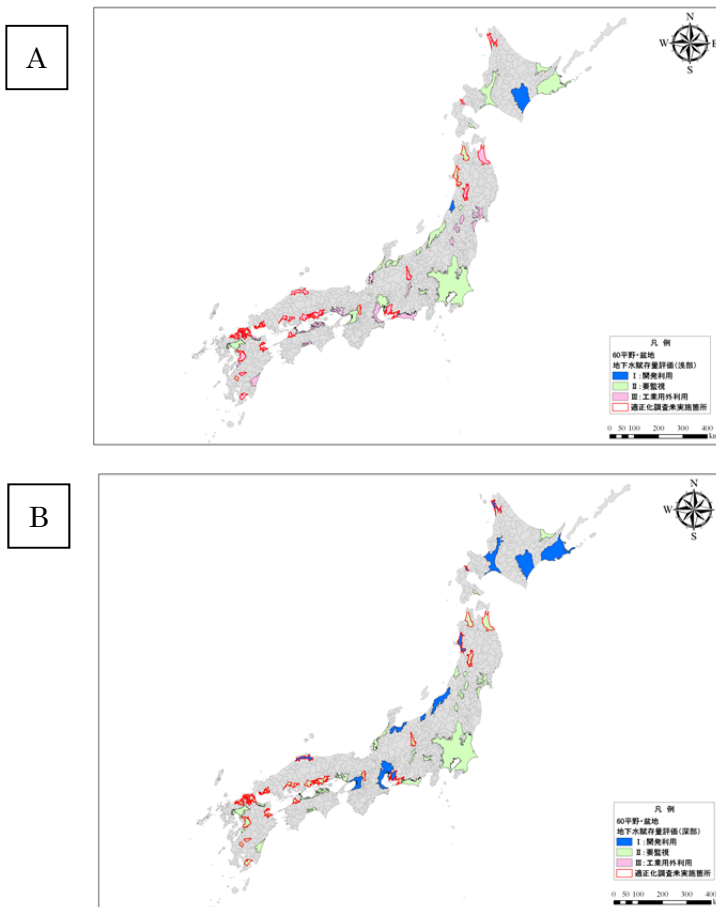 A
N
W
E
S
凡 例
60平野・盆地
地下水賦存量評価(浅部)
Ⅰ:開発利用
Ⅱ:要監視
Ⅲ:工業用外利用
適正化調査未実施箇所
0 50 100 200 300 400
km
B
N
W
E
S
凡 例
60平野・盆地
地下水賦存量評価(深部)
Ⅰ:開発利用
Ⅱ:要監視
Ⅲ:工業用外利用
適正化調査未実施箇所
0 50 100 200 300 400
km